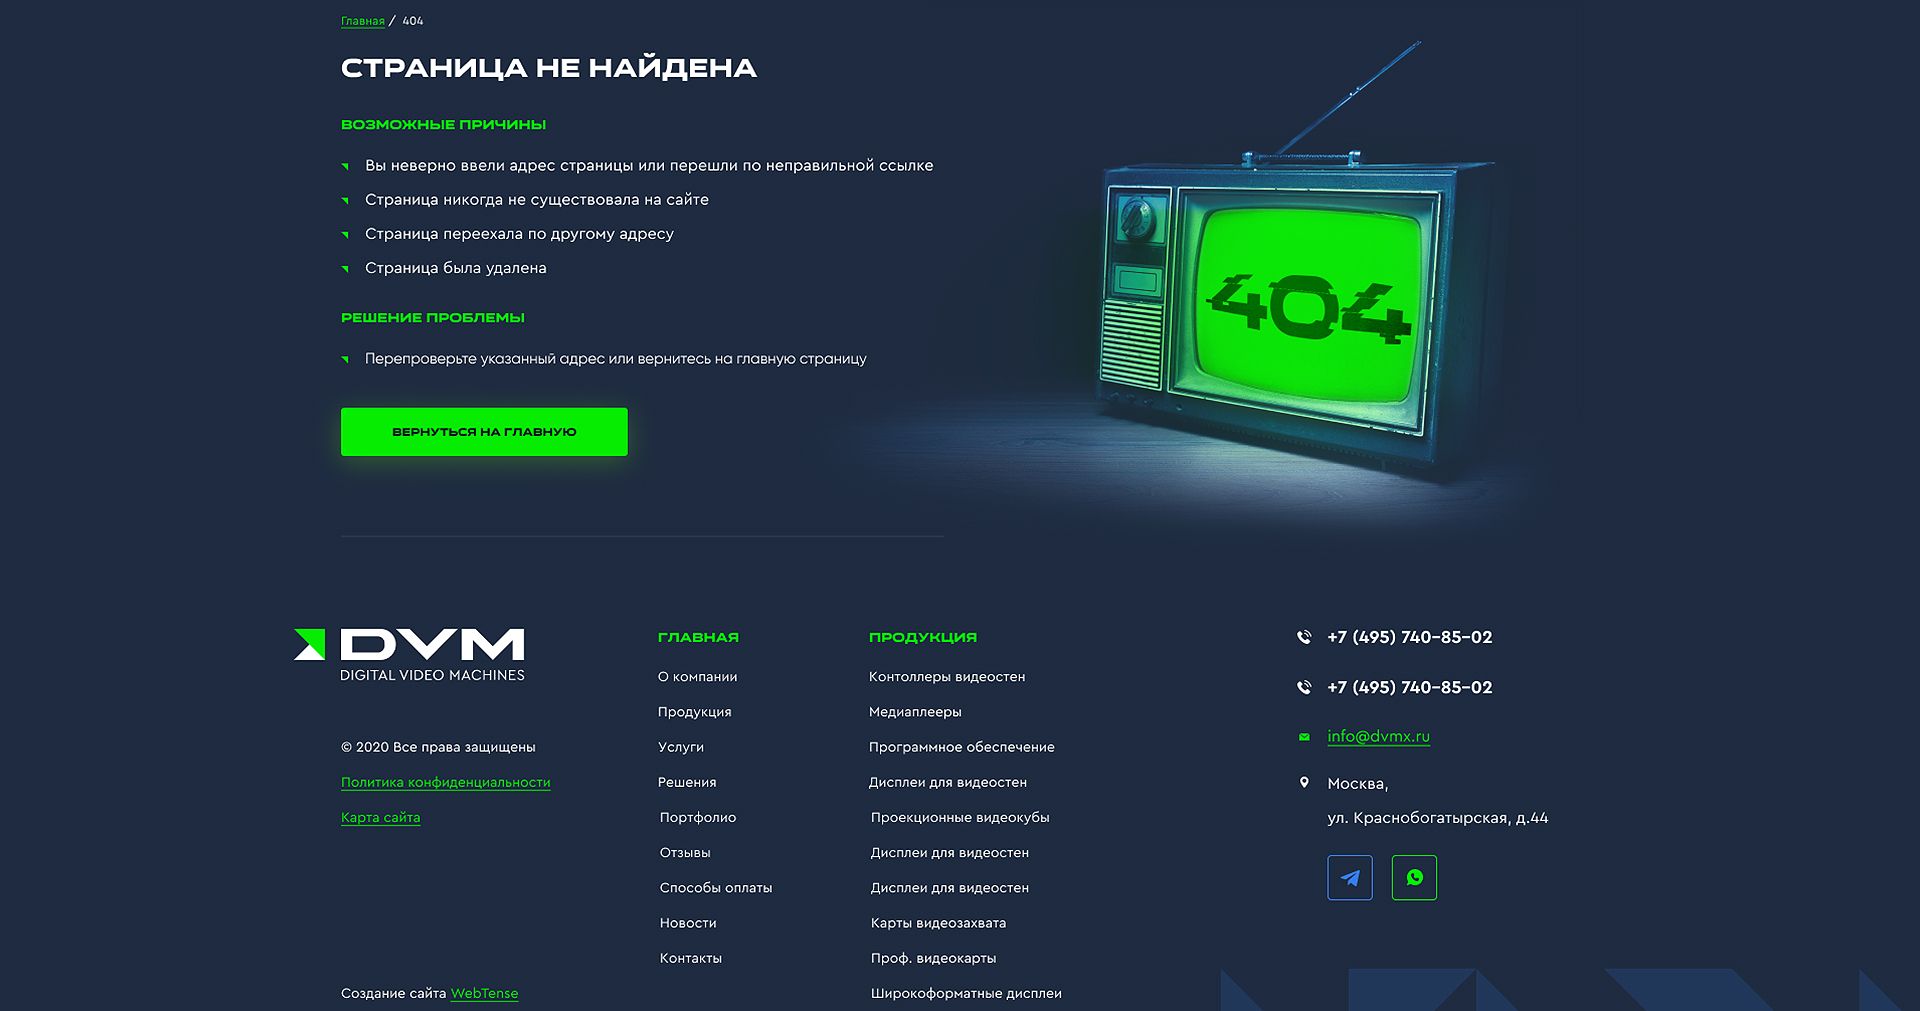 Главная / 404
СТРАНИЦА НЕ НАЙДЕНА
ВОЗМОЖНЫЕ ПРИЧИНЫ
Вы неверно ввели адрес страницы или перешли по неправильной ссылке
Страница никогда не существовала на сайте
Страница переехала по другому адресу
Страница была удалена
РЕШЕНИЕ ПРОБЛЕМЫ
Перепроверьте указанный адрес или вернитесь на главную страницу
ВЕРНУТЬСЯ НА ГЛАВНУЮ
404
DVM
DIGITAL VIDEO MACHINES
© 2020 Все права защищены
Политика конфиденциальности
Карта сайта
Создание сайта WebTense
ГЛАВНАЯ
О компании
Продукция
Услуги
Решения
Портфолио
Отзывы
Способы оплаты
Новости
Контакты
ПРОДУКЦИЯ
Контоллеры видеостен
Медиаплееры
Программное обеспечение
Дисплеи для видеостен
Проекционные видеокубы
Дисплеи для видеостен
Дисплеи для видеостен
Карты видеозахвата
Проф. видеокарты
Широкоформатные дисплеи
+7 (495) 740-85-02
+7 (495) 740-85-02
info@dvmx.ru
Москва,
ул. Краснобогатырская, д.44